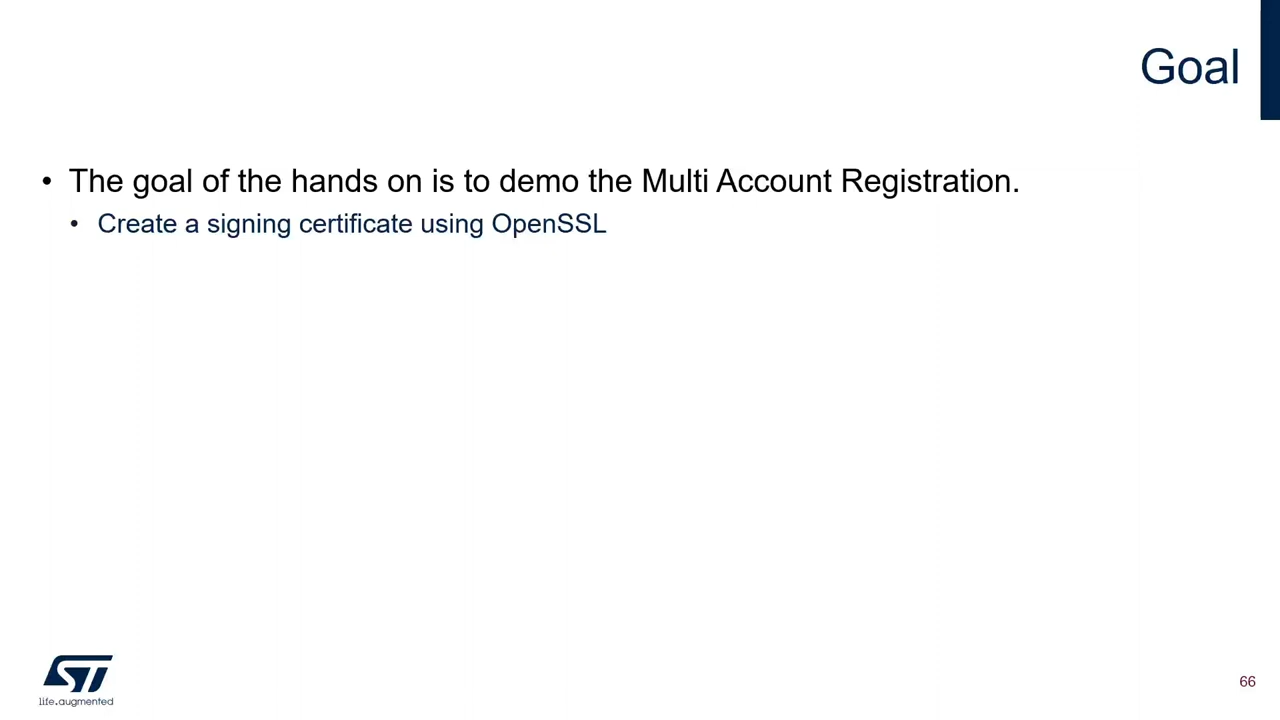 Goal
• The goal of the hands on is to demo the Multi Account Registration.
• Create a signing certificate using OpenSSL
ST
life.augmented
66